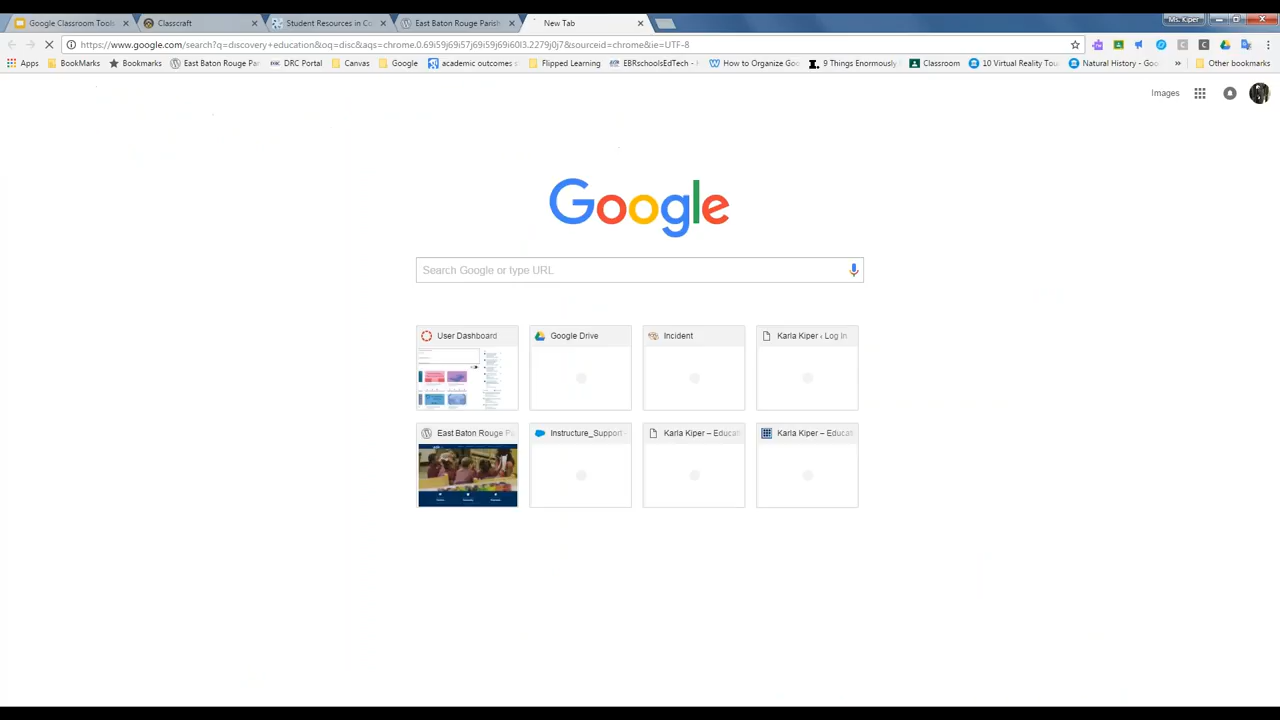 Google Classroom Tools
Classcraft
Student Resources in Co
East Baton Rouge Parish
New Tab
Ms. Kiper
https://www.google.com/search?q=discovery+education&oq=disc&aqs=chrome.0.69i59j69i57j69i59j69i60l3.2279j0j7&sourceid=chrome&ie=UTF-8
Apps
BookMarks
Bookmarks
East Baton Rouge Par
DRC Portal
Canvas
Google
academic outcomes s
Flipped Learning
EBRschoolsEdTech -
How to Organize Goo
9 Things Enormously
Classroom
10 Virtual Reality Tou
Natural History - Goo
»
Other bookmarks
Images
Google
Search Google or type URL
User Dashboard
Google Drive
Incident
Karla Kiper ‹ Log In
East Baton Rouge Pa
Instructure_Support -
Karla Kiper – Educat
Karla Kiper – Educat